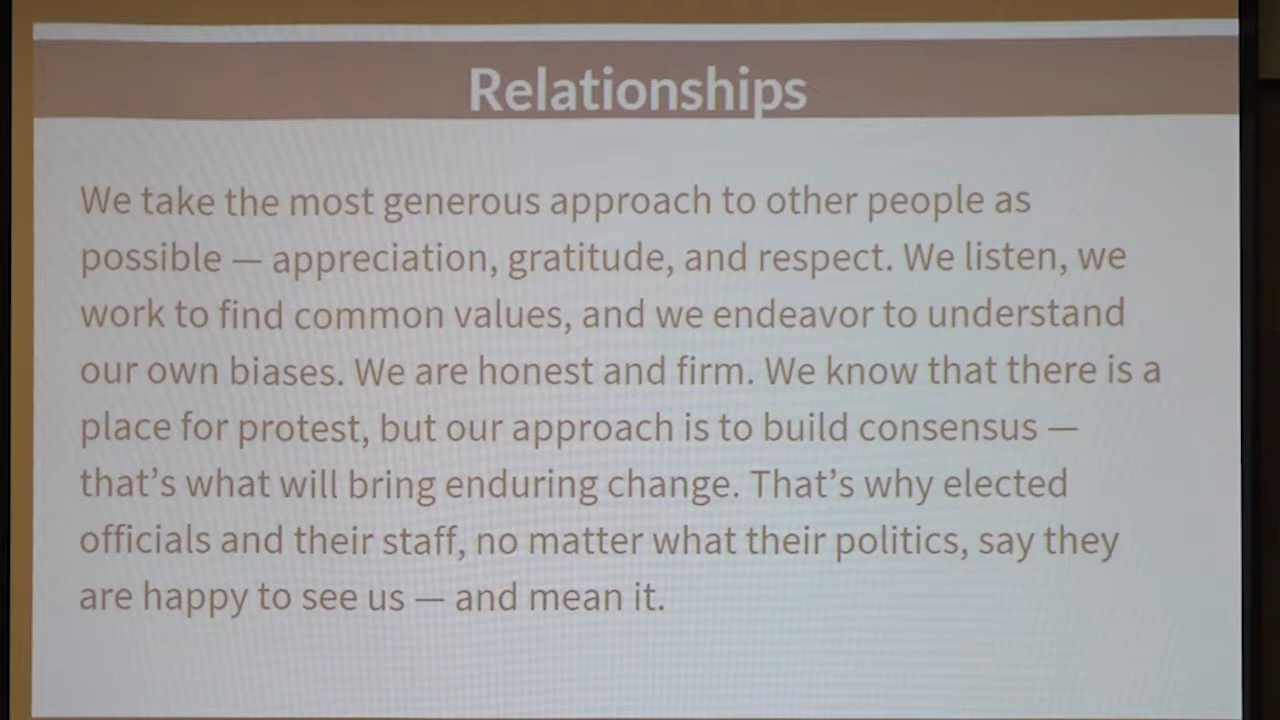 Relationships
We take the most generous approach to other people as
possible — appreciation, gratitude, and respect. We listen, we
work to find common values, and we endeavor to understand
our own biases. We are honest and firm. We know that there is a
place for protest, but our approach is to build consensus —
that’s what will bring enduring change. That’s why elected
officials and their staff, no matter what their politics, say they
are happy to see us — and mean it.